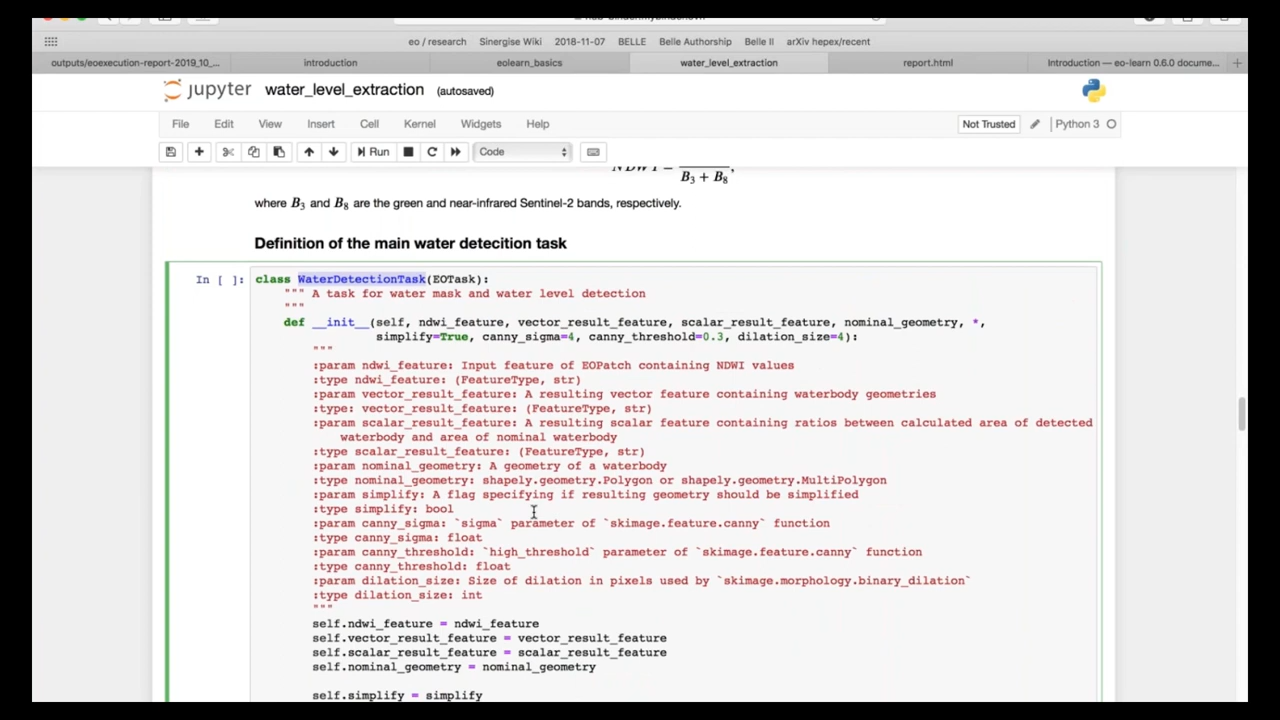 eo / research Sinergise Wiki 2018-11-07 BELLE Belle Authorship Belle II arXiv hepex/recent
outputs/eoexecution-report-2019_10_... introduction eolearn_basics water_level_extraction report.html Introduction — eo-learn 0.6.0 docume...
jupyter water_level_extraction (autosaved)
File Edit View Insert Cell Kernel Widgets Help Not Trusted Python 3
Run Code
B3 + B8
where B3 and B8 are the green and near-infrared Sentinel-2 bands, respectively.
Definition of the main water detecition task
In [ ]: class WaterDetectionTask(EOTask):
""" A task for water mask and water level detection
"""
def __init__(self, ndwi_feature, vector_result_feature, scalar_result_feature, nominal_geometry, *,
simplify=True, canny_sigma=4, canny_threshold=0.3, dilation_size=4):
"""
:param ndwi_feature: Input feature of EOPatch containing NDWI values
:type ndwi_feature: (FeatureType, str)
:param vector_result_feature: A resulting vector feature containing waterbody geometries
:type: vector_result_feature: (FeatureType, str)
:param scalar_result_feature: A resulting scalar feature containing ratios between calculated area of detected
waterbody and area of nominal waterbody
:type scalar_result_feature: (FeatureType, str)
:param nominal_geometry: A geometry of a waterbody
:type nominal_geometry: shapely.geometry.Polygon or shapely.geometry.MultiPolygon
:param simplify: A flag specifying if resulting geometry should be simplified
:type simplify: bool
:param canny_sigma: `sigma` parameter of `skimage.feature.canny` function
:type canny_sigma: float
:param canny_threshold: `high_threshold` parameter of `skimage.feature.canny` function
:type canny_threshold: float
:param dilation_size: Size of dilation in pixels used by `skimage.morphology.binary_dilation`
:type dilation_size: int
"""
self.ndwi_feature = ndwi_feature
self.vector_result_feature = vector_result_feature
self.scalar_result_feature = scalar_result_feature
self.nominal_geometry = nominal_geometry
self.simplify = simplify